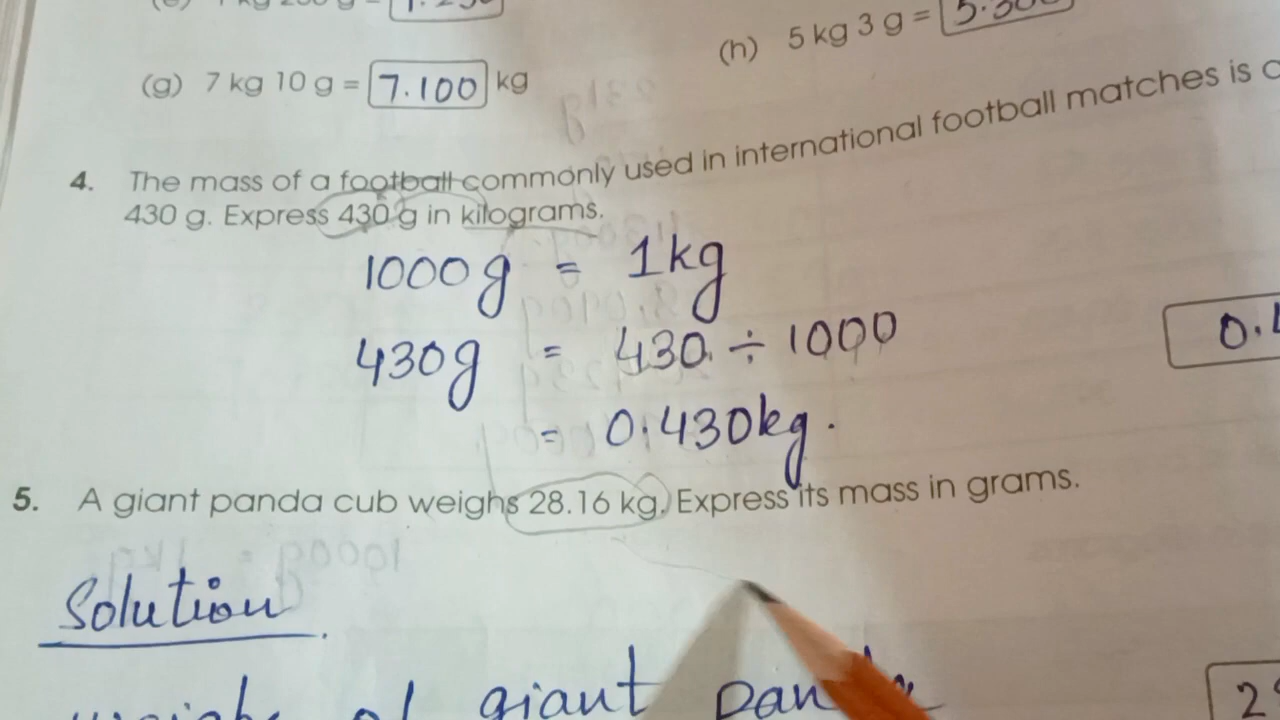 (h) 5 kg 3 g =
(g) 7 kg 10 g = 7.100 kg
4. The mass of a football commonly used in international football matches is
430 g. Express 430 g in kilograms.
1000g = 1kg
430g = 430. ÷ 1000
= 0.430kg.
5. A giant panda cub weighs 28.16 kg. Express its mass in grams.
Solution
giant